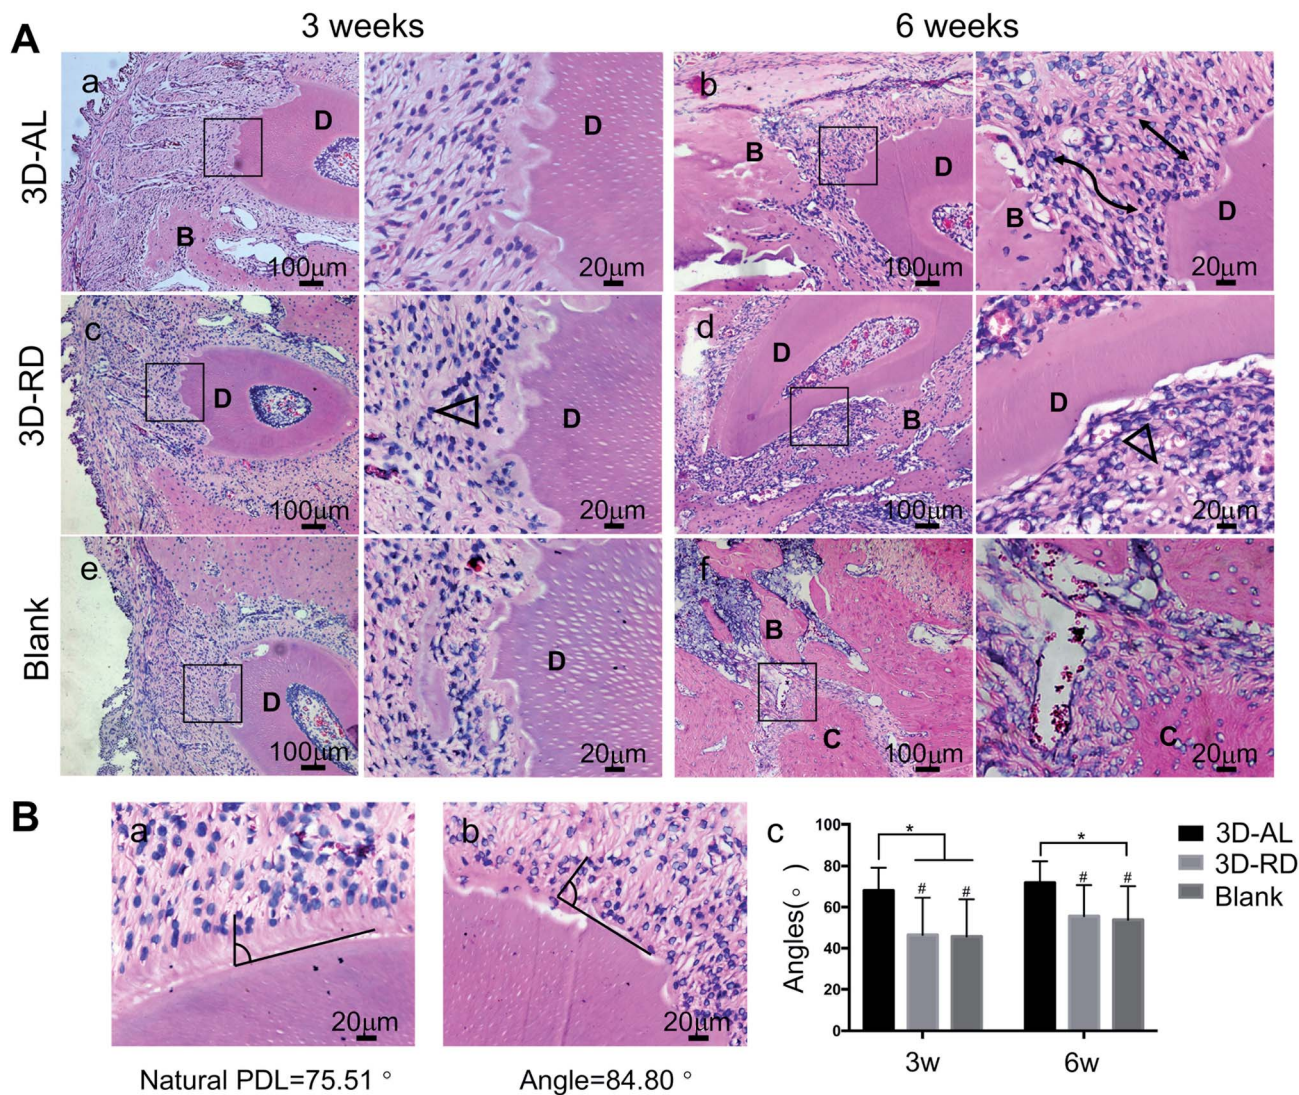 3 weeks
6 weeks
A
3D-AL
a
D
B
100μm
D
20μm
b
B
D
100μm
B
D
20μm
3D-RD
c
D
100μm
D
20μm
d
D
B
100μm
D
20μm
Blank
e
D
100μm
D
20μm
f
B
C
100μm
C
20μm
B
a
20μm
Natural PDL=75.51 °
b
20μm
Angle=84.80 °
c
Angles(°)
100
80
60
40
20
0
*
# #
*
# #
3w
6w
3D-AL
3D-RD
Blank